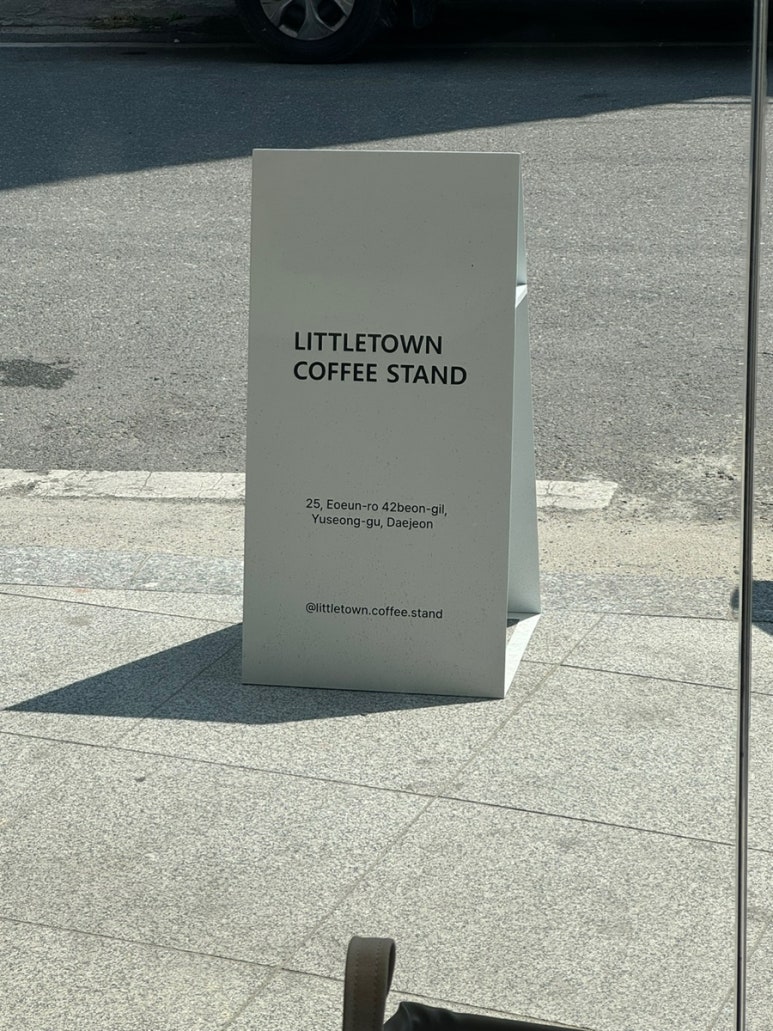 LITTLETOWN
COFFEE STAND
25, Eoeun-ro 42beon-gil,
Yuseong-gu, Daejeon
@littletown.coffee.stand